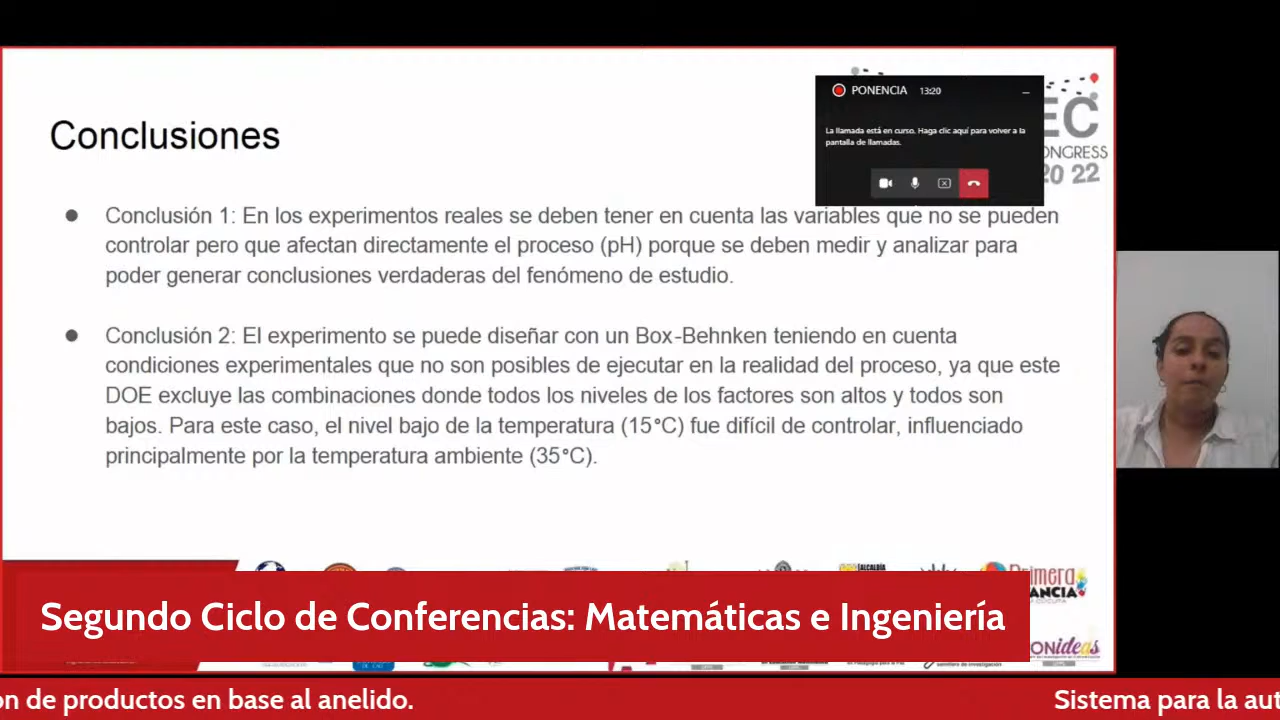 PONENCIA 13:20
La llamada está en curso. Haga clic aquí para volver a la
pantalla de llamadas.
EC
ONGRESS
20 22
Conclusiones
Conclusión 1: En los experimentos reales se deben tener en cuenta las variables que no se pueden
controlar pero que afectan directamente el proceso (pH) porque se deben medir y analizar para
poder generar conclusiones verdaderas del fenómeno de estudio.
Conclusión 2: El experimento se puede diseñar con un Box-Behnken teniendo en cuenta
condiciones experimentales que no son posibles de ejecutar en la realidad del proceso, ya que este
DOE excluye las combinaciones donde todos los niveles de los factores son altos y todos son
bajos. Para este caso, el nivel bajo de la temperatura (15°C) fue difícil de controlar, influenciado
principalmente por la temperatura ambiente (35°C).
ALCALDÍA
Primera
ANCIA
Segundo Ciclo de Conferencias: Matemáticas e Ingeniería
ONideas
on de productos en base al anelido.
Sistema para la aut